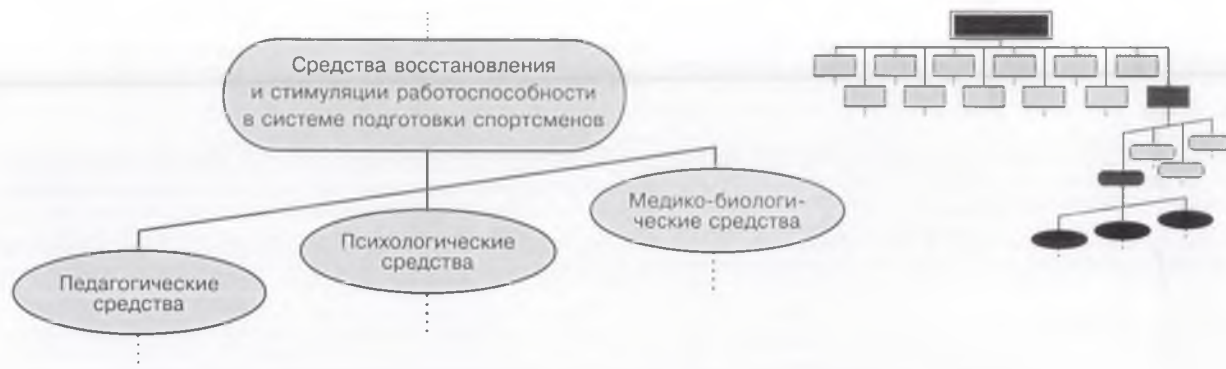 Средства восстановления
и стимуляции работоспособности
в системе подготовки спортсменов
Педагогические
средства
Психологические
средства
Медико-биологи-
ческие средства